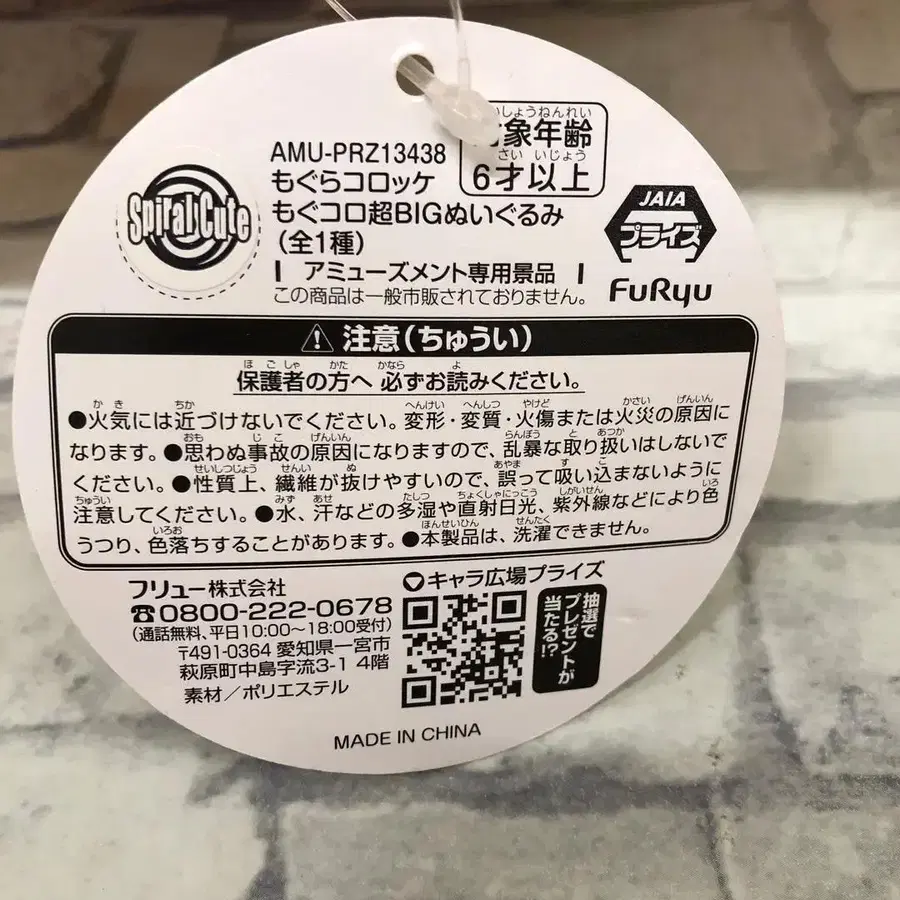 象年齢
6才以上
AMU-PRZ13438
もぐらコロッケ
もぐコロ超BIGぬいぐるみ
(全1種)
アミューズメント専用景品
この商品は一般市販されておりません。
Spiral Cute
JAIA
プライズ
FuRyu
注意(ちゅうい)
保護者の方へ 必ずお読みください。
●火気には近づけないでください。変形・変質・火傷または火災の原因に
なります。●思わぬ事故の原因になりますので、乱暴な取り扱いはしないで
ください。●性質上、繊維が抜けやすいので、誤って吸い込まないように
注意してください。●水、汗などの多湿や直射日光、紫外線などにより色
うつり、色落ちすることがあります。●本製品は、洗濯できません。
フリュー株式会社
☎0800-222-0678
(通話無料、平日10:00〜18:00受付)
〒491-0364 愛知県一宮市
萩原町中島字流3-1 4階
素材/ポリエステル
キャラ広場プライズ
抽選で
プレゼントが
当たる!?
MADE IN CHINA